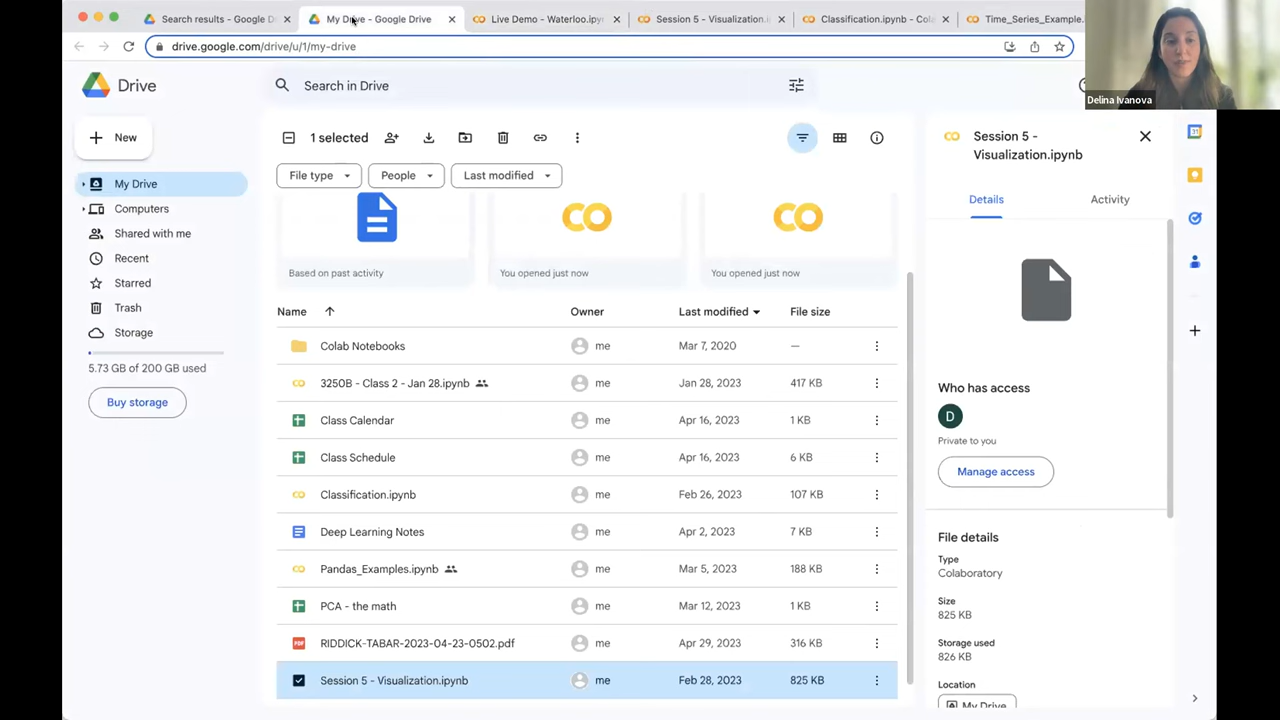 Search results - Google D
My Drive - Google Drive
Live Demo - Waterloo.ipyn
Session 5 - Visualization.i
Classification.ipynb - Cola
Time_Series_Example.
drive.google.com/drive/u/1/my-drive
Drive
Search in Drive
Delina Ivanova
New
1 selected
Session 5 -
Visualization.ipynb
31
File type
People
Last modified
My Drive
Computers
Shared with me
Recent
Starred
Trash
Storage
5.73 GB of 200 GB used
Buy storage
Details
Activity
Based on past activity
You opened just now
You opened just now
Name
Owner
Last modified
File size
Colab Notebooks
me
Mar 7, 2020
—
3250B - Class 2 - Jan 28.ipynb
me
Jan 28, 2023
417 KB
Class Calendar
me
Apr 16, 2023
1 KB
Class Schedule
me
Apr 16, 2023
6 KB
Classification.ipynb
me
Feb 26, 2023
107 KB
Deep Learning Notes
me
Apr 2, 2023
7 KB
Pandas_Examples.ipynb
me
Mar 5, 2023
188 KB
PCA - the math
me
Mar 12, 2023
1 KB
PDF
RIDDICK-TABAR-2023-04-23-0502.pdf
me
Apr 29, 2023
316 KB
Session 5 - Visualization.ipynb
me
Feb 28, 2023
825 KB
Who has access
D
Private to you
Manage access
File details
Type
Colaboratory
Size
825 KB
Storage used
826 KB
Location
My Drive